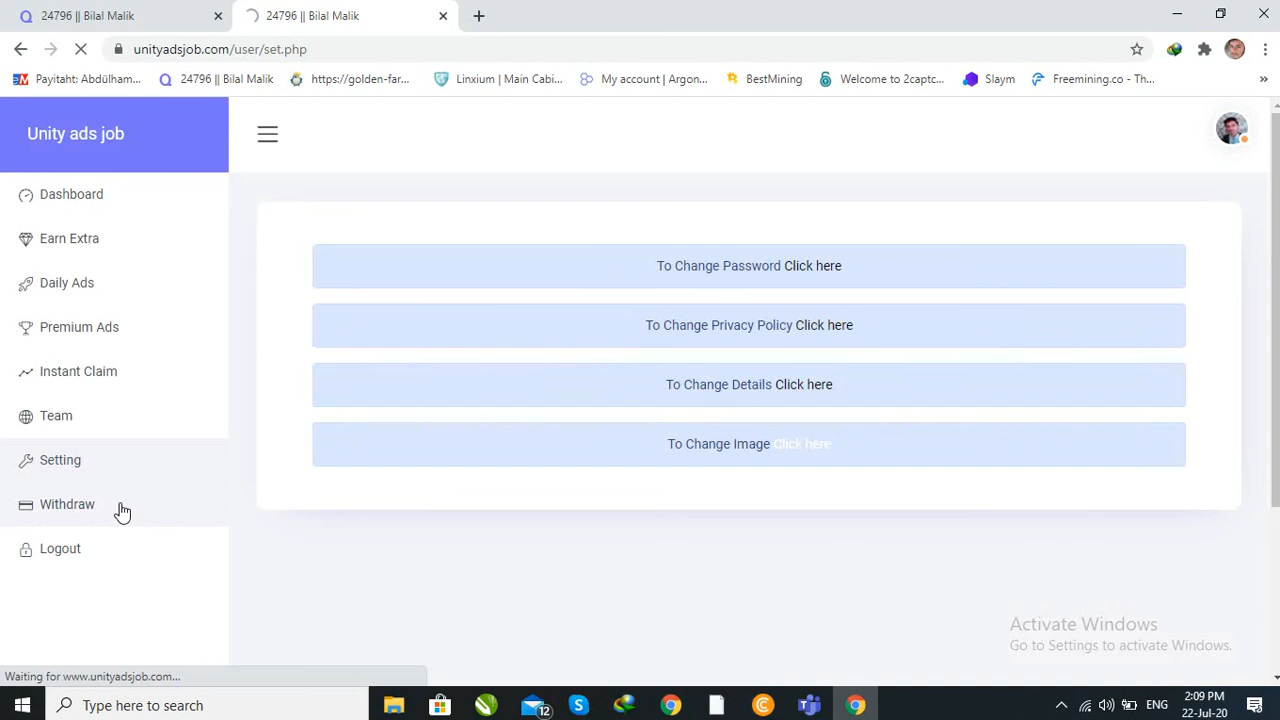 24796 || Bilal Malik
24796 || Bilal Malik
unityadsjob.com/user/set.php
Payitaht: Abdülham...
24796 || Bilal Malik
https://golden-far...
Linxium | Main Cabi...
My account | Argon...
BestMining
Welcome to 2captc...
Slaym
Freemining.co - Th...
»
Unity ads job
Dashboard
Earn Extra
Daily Ads
Premium Ads
Instant Claim
Team
Setting
Withdraw
Logout
To Change Password Click here
To Change Privacy Policy Click here
To Change Details Click here
To Change Image Click here
Activate Windows
Go to Settings to activate Windows.
Waiting for www.unityadsjob.com...
Type here to search
12
ENG
2:09 PM
22-Jul-20